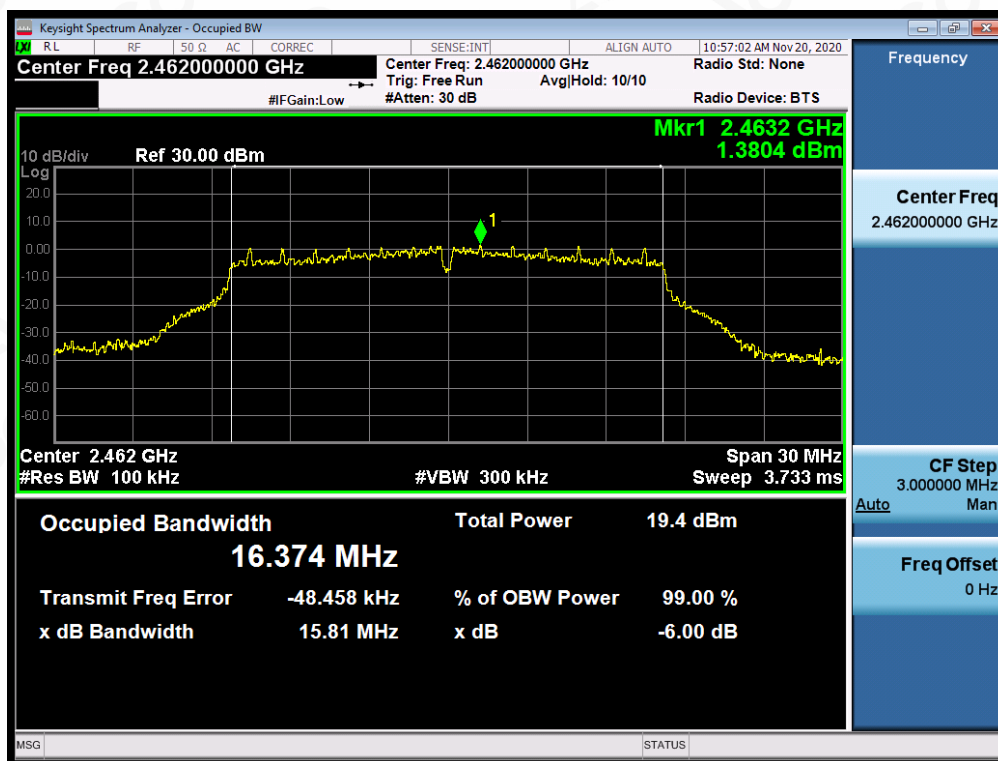 Keysight Spectrum Analyzer - Occupied BW
LXI RL RF 50 Ω AC CORREC SENSE:INT ALIGN AUTO 10:57:02 AM Nov 20, 2020
Center Freq 2.462000000 GHz Center Freq: 2.462000000 GHz Radio Std: None
Trig: Free Run Avg|Hold: 10/10
#IFGain:Low #Atten: 30 dB Radio Device: BTS
Mkr1 2.4632 GHz
1.3804 dBm
10 dB/div Ref 30.00 dBm
Log
20.0
10.0
0.00
-10.0
-20.0
-30.0
-40.0
-50.0
-60.0
1
Center 2.462 GHz Span 30 MHz
#Res BW 100 kHz #VBW 300 kHz Sweep 3.733 ms
Occupied Bandwidth Total Power 19.4 dBm
16.374 MHz
Transmit Freq Error -48.458 kHz % of OBW Power 99.00 %
x dB Bandwidth 15.81 MHz x dB -6.00 dB
MSG STATUS
Frequency
Center Freq
2.462000000 GHz
CF Step
3.000000 MHz
Auto Man
Freq Offset
0 Hz